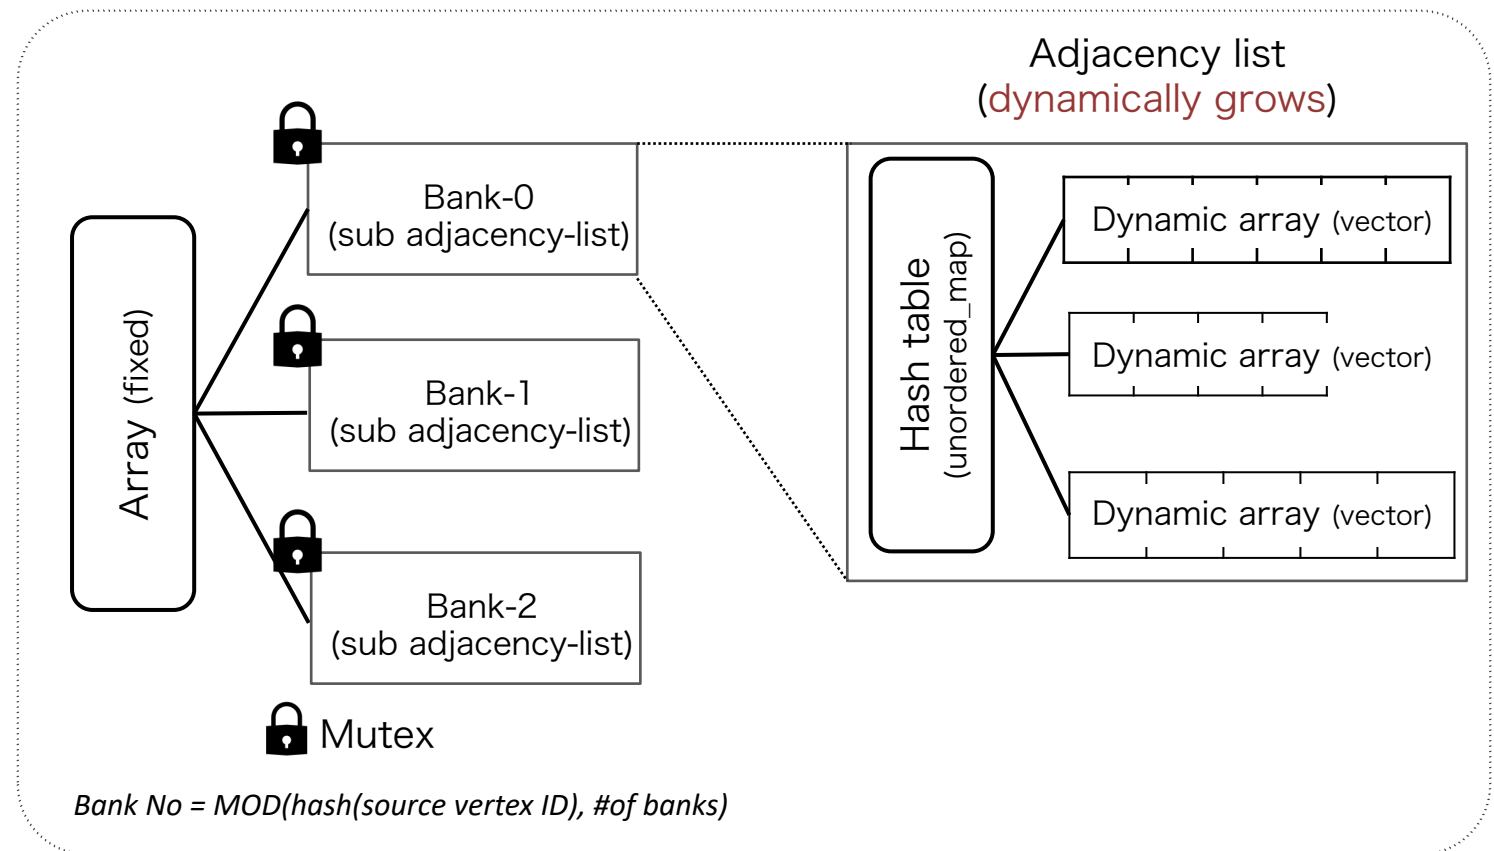 Adjacency list
(dynamically grows)
Array (fixed)
Bank-0
(sub adjacency-list)
Bank-1
(sub adjacency-list)
Bank-2
(sub adjacency-list)
Hash table
(unordered_map)
Dynamic array (vector)
Dynamic array (vector)
Dynamic array (vector)
Mutex
Bank No = MOD(hash(source vertex ID), #of banks)